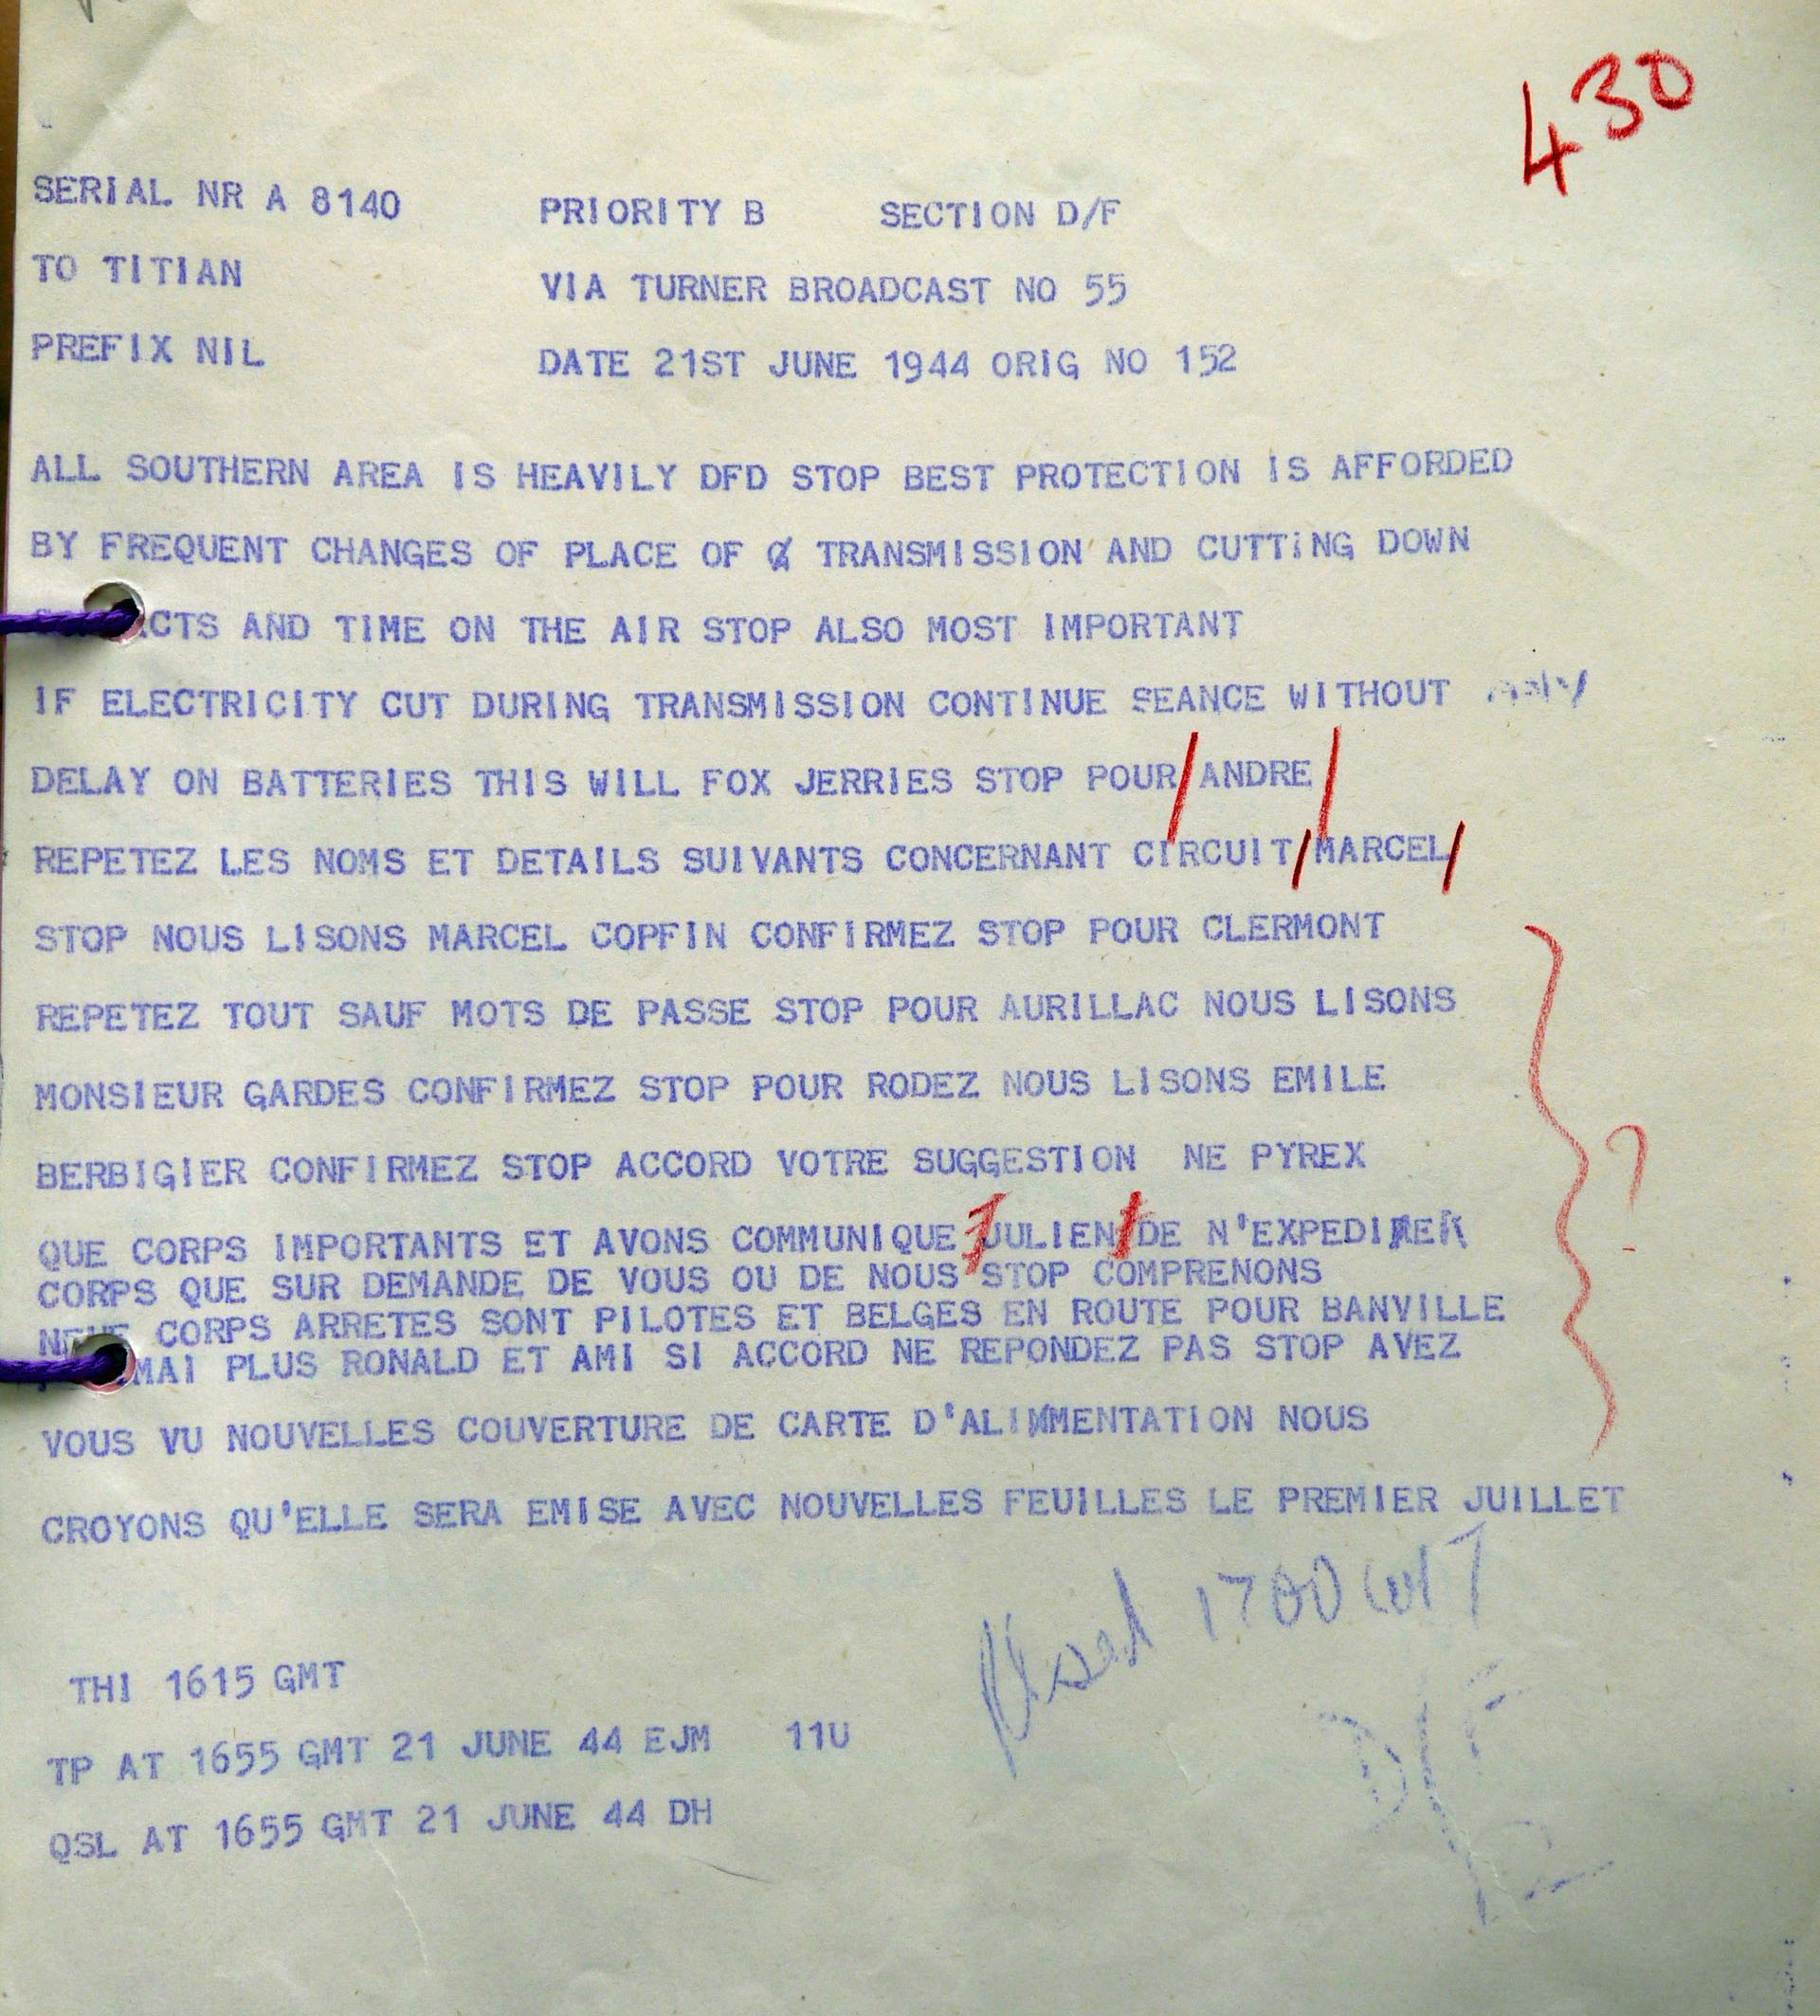 430
SERIAL NR A 8140 PRIORITY B SECTION D/F
TO TITIAN VIA TURNER BROADCAST NO 55
PREFIX NIL DATE 21ST JUNE 1944 ORIG NO 152
ALL SOUTHERN AREA IS HEAVILY DFD STOP BEST PROTECTION IS AFFORDED
BY FREQUENT CHANGES OF PLACE OF TRANSMISSION AND CUTTING DOWN
AND TIME ON THE AIR STOP ALSO MOST IMPORTANT
IF ELECTRICITY CUT DURING TRANSMISSION CONTINUE SEANCE WITHOUT ANY
DELAY ON BATTERIES THIS WILL FOX JERRIES STOP POUR/ANDRE/
REPETEZ LES NOMS ET DETAILS SUIVANTS CONCERNANT CIRCUIT/MARCEL/
STOP NOUS LISONS MARCEL COPFIN CONFIRMEZ STOP POUR CLERMONT
REPETEZ TOUT SAUF MOTS DE PASSE STOP POUR AURILLAC NOUS LISONS
MONSIEUR GARDES CONFIRMEZ STOP POUR RODEZ NOUS LISONS EMILE
BERBIGIER CONFIRMEZ STOP ACCORD VOTRE SUGGESTION NE PYREX
?
QUE CORPS IMPORTANTS ET AVONS COMMUNIQUE/JULIEN/DE N'EXPEDIER
CORPS QUE SUR DEMANDE DE VOUS OU DE NOUS STOP COMPRENONS
CORPS ARRETES SONT PILOTES ET BELGES EN ROUTE POUR BANVILLE
MAI PLUS RONALD ET AMI SI ACCORD NE REPONDEZ PAS STOP AVEZ
VOUS VU NOUVELLES COUVERTURE DE CARTE D'ALIMMENTATION NOUS
CROYONS QU'ELLE SERA EMISE AVEC NOUVELLES FEUILLES LE PREMIER JUILLET
1700 GMT
THI 1615 GMT
TP AT 1655 GMT 21 JUNE 44 EJM 11U
QSL AT 1655 GMT 21 JUNE 44 DH